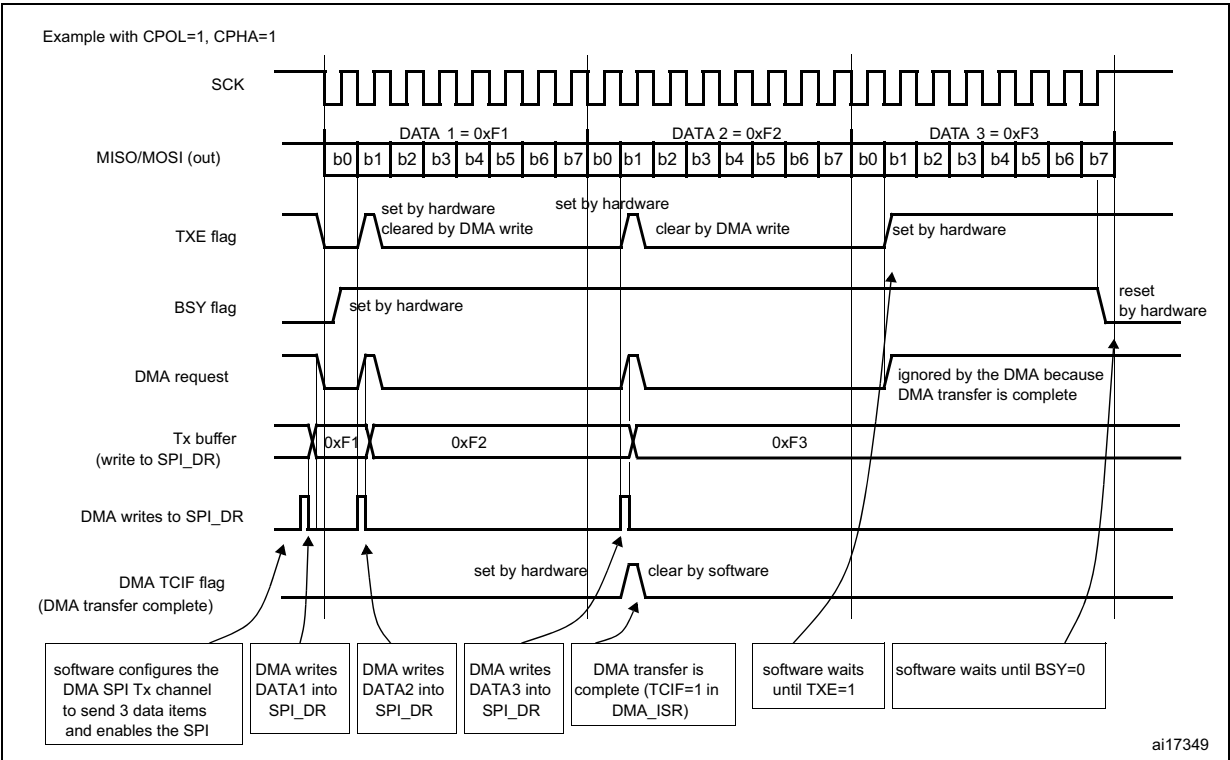 Example with CPOL=1, CPHA=1
SCK
DATA 1 = 0xF1
DATA 2 = 0xF2
DATA 3 = 0xF3
MISO/MOSI (out)
b0 b1 b2 b3 b4 b5 b6 b7 b0 b1 b2 b3 b4 b5 b6 b7 b0 b1 b2 b3 b4 b5 b6 b7
TXE flag
set by hardware
cleared by DMA write
set by hardware
clear by DMA write
set by hardware
BSY flag
set by hardware
reset
by hardware
DMA request
ignored by the DMA because
DMA transfer is complete
Tx buffer
(write to SPI_DR)
0xF1
0xF2
0xF3
DMA writes to SPI_DR
DMA TCIF flag
(DMA transfer complete)
set by hardware
clear by software
software configures the
DMA SPI Tx channel
to send 3 data items
and enables the SPI
DMA writes
DATA1 into
SPI_DR
DMA writes
DATA2 into
SPI_DR
DMA writes
DATA3 into
SPI_DR
DMA transfer is
complete (TCIF=1 in
DMA_ISR)
software waits
until TXE=1
software waits until BSY=0
ai17349